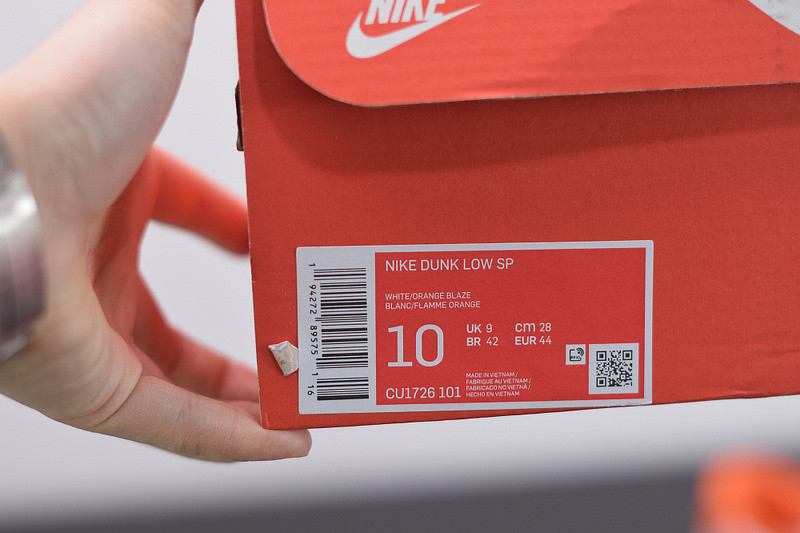 NIKE
NIKE DUNK LOW SP
WHITE/ORANGE BLAZE
BLANC/FLAMME ORANGE
10 UK 9 cm 28
BR 42 EUR 44
MADE IN VIETNAM /
FABRIQUE AU VIETNAM /
FABRICADO NO VIETNÃ /
HECHO EN VIETNAM
CU1726 101
1 94272 89575 16